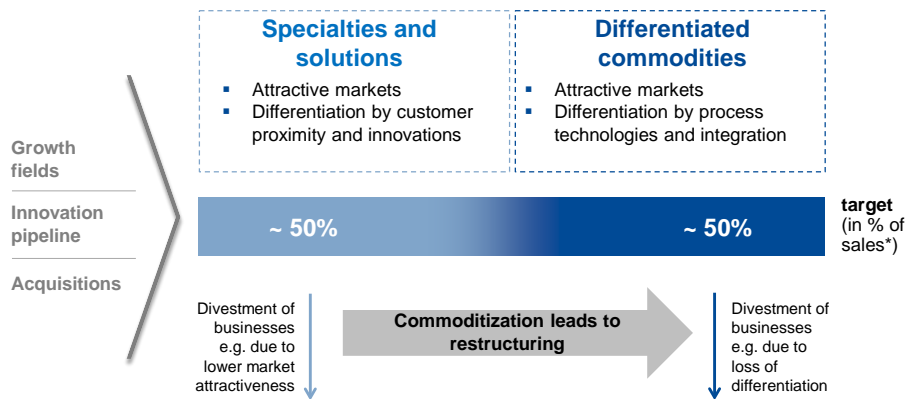 Specialties and
solutions
▪ Attractive markets
▪ Differentiation by customer
proximity and innovations
Differentiated
commodities
▪ Attractive markets
▪ Differentiation by process
technologies and integration
Growth
fields
Innovation
pipeline
Acquisitions
~ 50%
~ 50%
target
(in % of
sales*)
Divestment of
businesses
e.g. due to
lower market
attractiveness
Commoditization leads to
restructuring
Divestment of
businesses
e.g. due to
loss of
differentiation